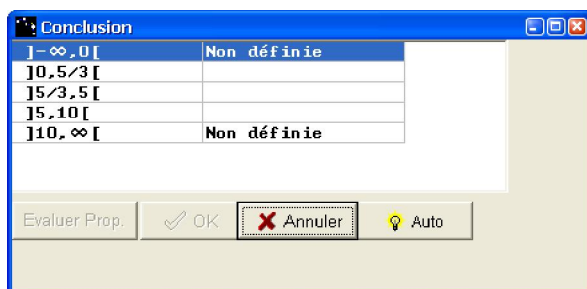 Conclusion
]-∞,0[ Non définie
]0,5/3[
]5/3,5[
]5,10[
]10,∞[ Non définie
Evaluer Prop. OK Annuler Auto